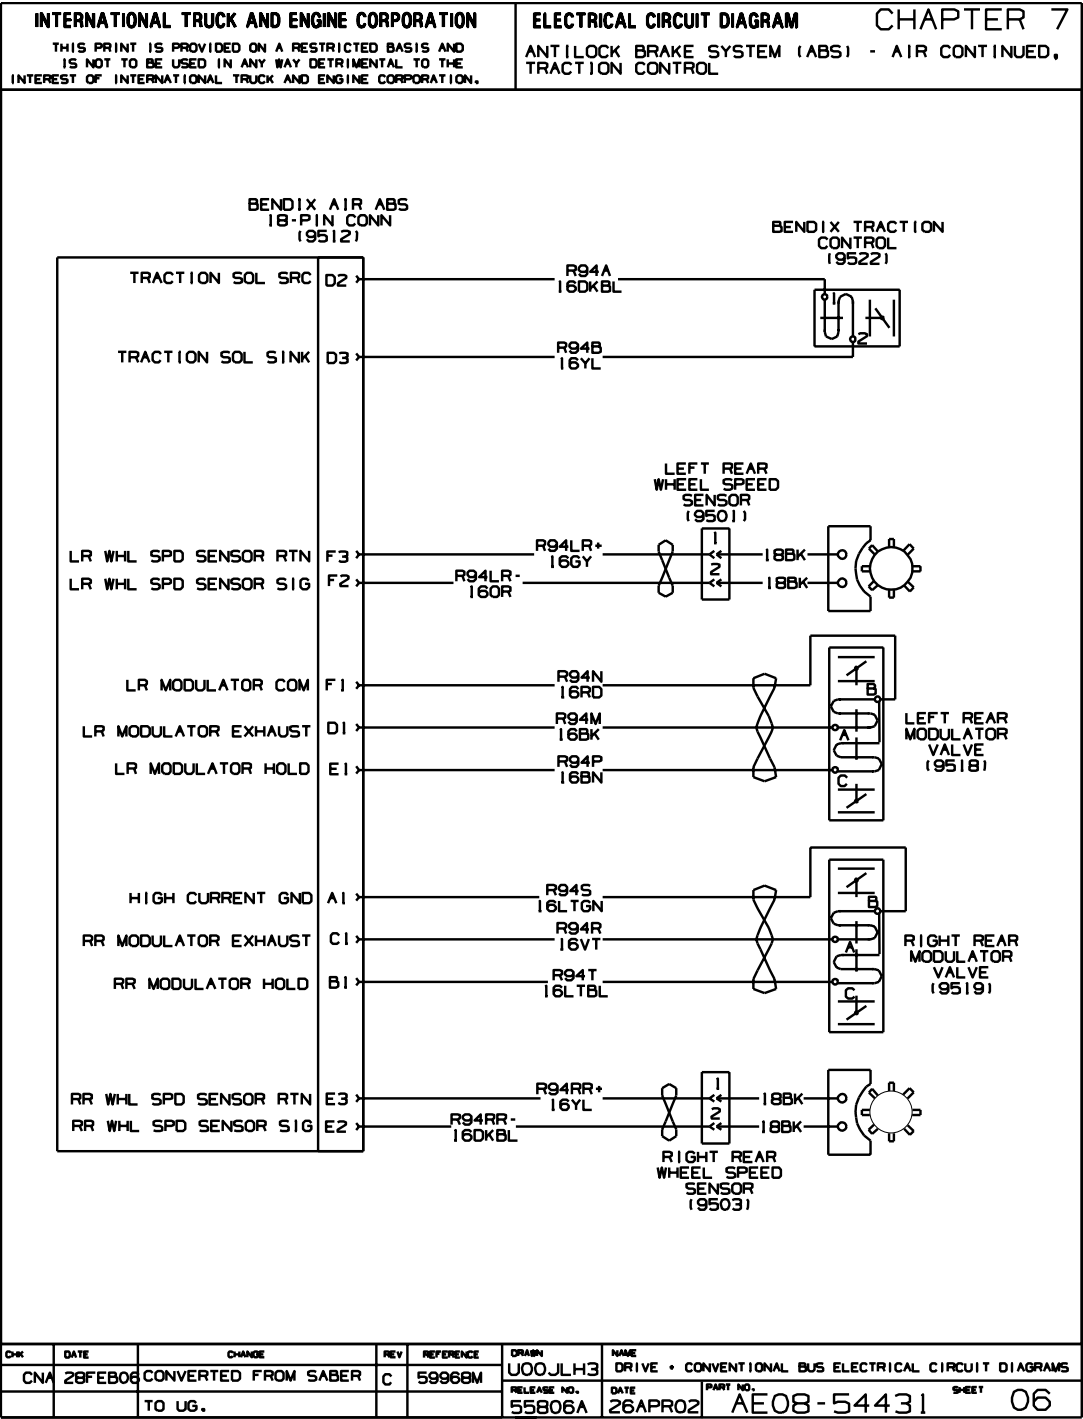 INTERNATIONAL TRUCK AND ENGINE CORPORATION
THIS PRINT IS PROVIDED ON A RESTRICTED BASIS AND
IS NOT TO BE USED IN ANY WAY DETRIMENTAL TO THE
INTEREST OF INTERNATIONAL TRUCK AND ENGINE CORPORATION.
ELECTRICAL CIRCUIT DIAGRAM
CHAPTER 7
ANTILOCK BRAKE SYSTEM (ABS) - AIR CONTINUED,
TRACTION CONTROL
BENDIX AIR ABS
18-PIN CONN
(9512)
BENDIX TRACTION
CONTROL
(9522)
TRACTION SOL SRC D2
R94A
16DKBL
1
2
TRACTION SOL SINK D3
R94B
16YL
LEFT REAR
WHEEL SPEED
SENSOR
(9501)
LR WHL SPD SENSOR RTN F3
R94LR+
16GY
1
18BK
LR WHL SPD SENSOR SIG F2
R94LR-
16OR
2
18BK
LR MODULATOR COM F1
R94N
16RD
B
LR MODULATOR EXHAUST D1
R94M
16BK
A
LR MODULATOR HOLD E1
R94P
16BN
C
LEFT REAR
MODULATOR
VALVE
(9518)
HIGH CURRENT GND A1
R94S
16LTGN
B
RR MODULATOR EXHAUST C1
R94R
16VT
A
RR MODULATOR HOLD B1
R94T
16LTBL
C
RIGHT REAR
MODULATOR
VALVE
(9519)
RR WHL SPD SENSOR RTN E3
R94RR+
16YL
1
18BK
RR WHL SPD SENSOR SIG E2
R94RR-
16DKBL
2
18BK
RIGHT REAR
WHEEL SPEED
SENSOR
(9503)
CHK DATE CHANGE REV REFERENCE
CNA 28FEB06 CONVERTED FROM SABER C 59968M
TO UG.
DRAWN
U00JLH3
NAME
DRIVE + CONVENTIONAL BUS ELECTRICAL CIRCUIT DIAGRAMS
RELEASE NO.
55806A
DATE
26APR02
PART NO.
AE08-54431
SHEET
06